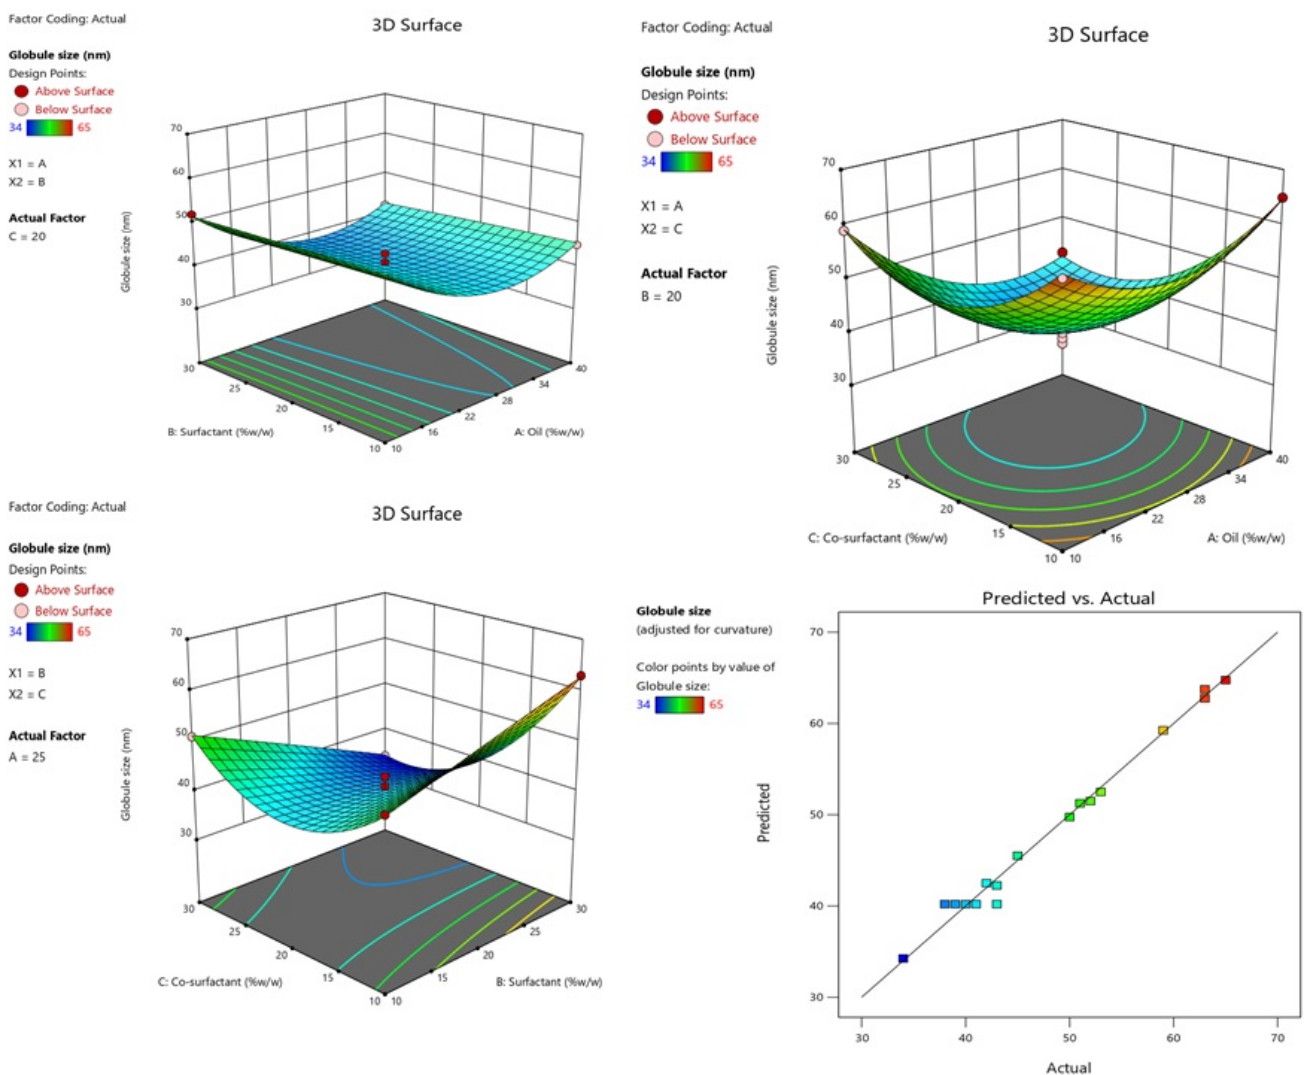 Factor Coding: Actual
3D Surface
Globule size (nm)
Design Points:
Above Surface
Below Surface
34 65
X1 = A
X2 = B
Actual Factor
C = 20
70
60
50
40
30
Globule size (nm)
30
25
20
15
10
10
16
22
28
34
40
B: Surfactant (%w/w)
A: Oil (%w/w)
Factor Coding: Actual
3D Surface
Globule size (nm)
Design Points:
Above Surface
Below Surface
34 65
X1 = A
X2 = C
Actual Factor
B = 20
70
60
50
40
30
Globule size (nm)
30
25
20
15
10
10
16
22
28
34
40
C: Co-surfactant (%w/w)
A: Oil (%w/w)
Factor Coding: Actual
3D Surface
Globule size (nm)
Design Points:
Above Surface
Below Surface
34 65
X1 = B
X2 = C
Actual Factor
A = 25
70
60
50
40
30
Globule size (nm)
30
25
20
15
10
10
15
20
25
30
C: Co-surfactant (%w/w)
B: Surfactant (%w/w)
Globule size
(adjusted for curvature)
Color points by value of
Globule size:
34 65
Predicted vs. Actual
70
60
50
40
30
Predicted
30
40
50
60
70
Actual